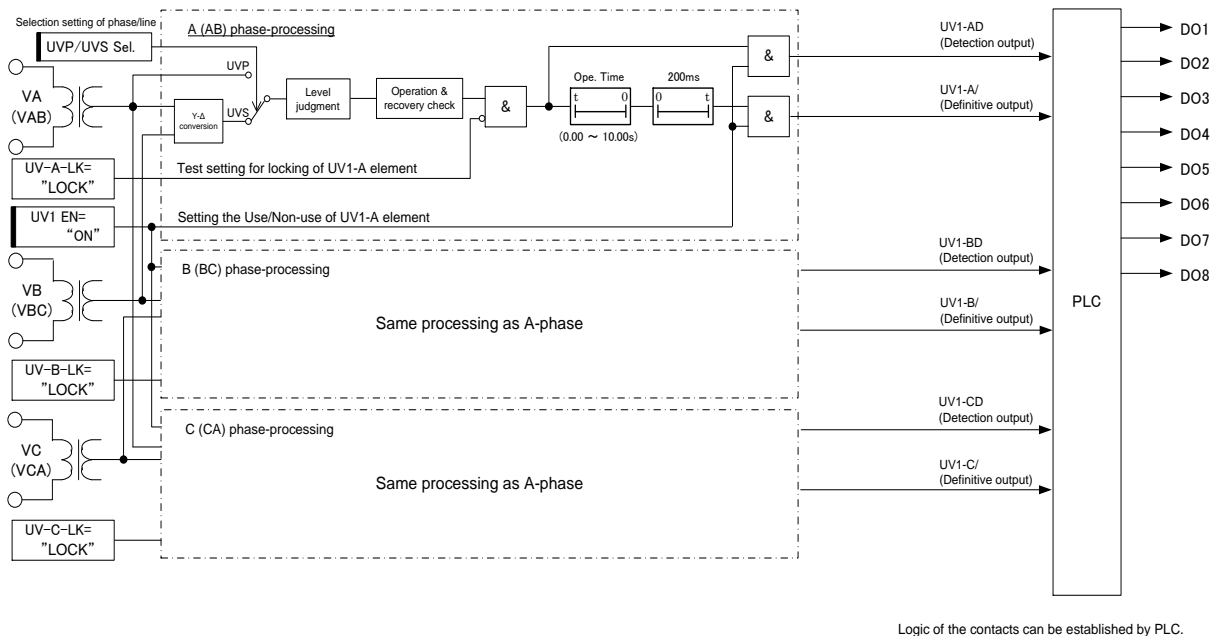 Selection setting of phase/line
UVP/UVS Sel.
VA
(VAB)
UV-A-LK=
"LOCK"
UV1 EN=
"ON"
VB
(VBC)
UV-B-LK=
"LOCK"
VC
(VCA)
UV-C-LK=
"LOCK"
A (AB) phase-processing
UVP
Y-Δ
conversion
UVS
Level
judgment
Operation &
recovery check
&
Ope. Time
t 0
(0.00 ～ 10.00s)
200ms
0 t
&
&
Test setting for locking of UV1-A element
Setting the Use/Non-use of UV1-A element
B (BC) phase-processing
Same processing as A-phase
C (CA) phase-processing
Same processing as A-phase
UV1-AD
(Detection output)
UV1-A/
(Definitive output)
UV1-BD
(Detection output)
UV1-B/
(Definitive output)
UV1-CD
(Detection output)
UV1-C/
(Definitive output)
PLC
DO1
DO2
DO3
DO4
DO5
DO6
DO7
DO8
Logic of the contacts can be established by PLC.